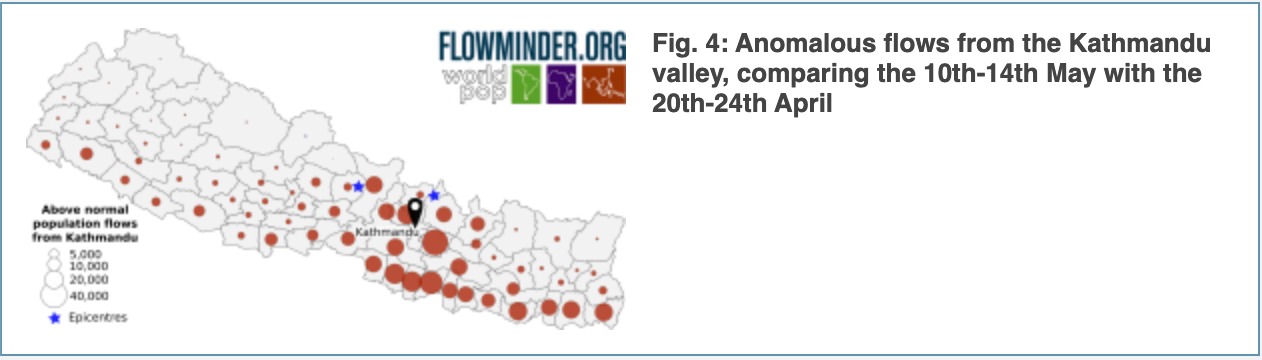 FLOWMINDER.ORG
world
pop
Fig. 4: Anomalous flows from the Kathmandu
valley, comparing the 10th-14th May with the
20th-24th April
Kathmandu
Above normal
population flows
from Kathmandu
5,000
10,000
20,000
40,000
Epicentres